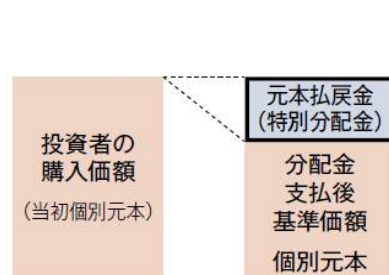 投資者の
購入価額
（当初個別元本）
元本払戻金
（特別分配金）
分配金
支払後
基準価額
個別元本